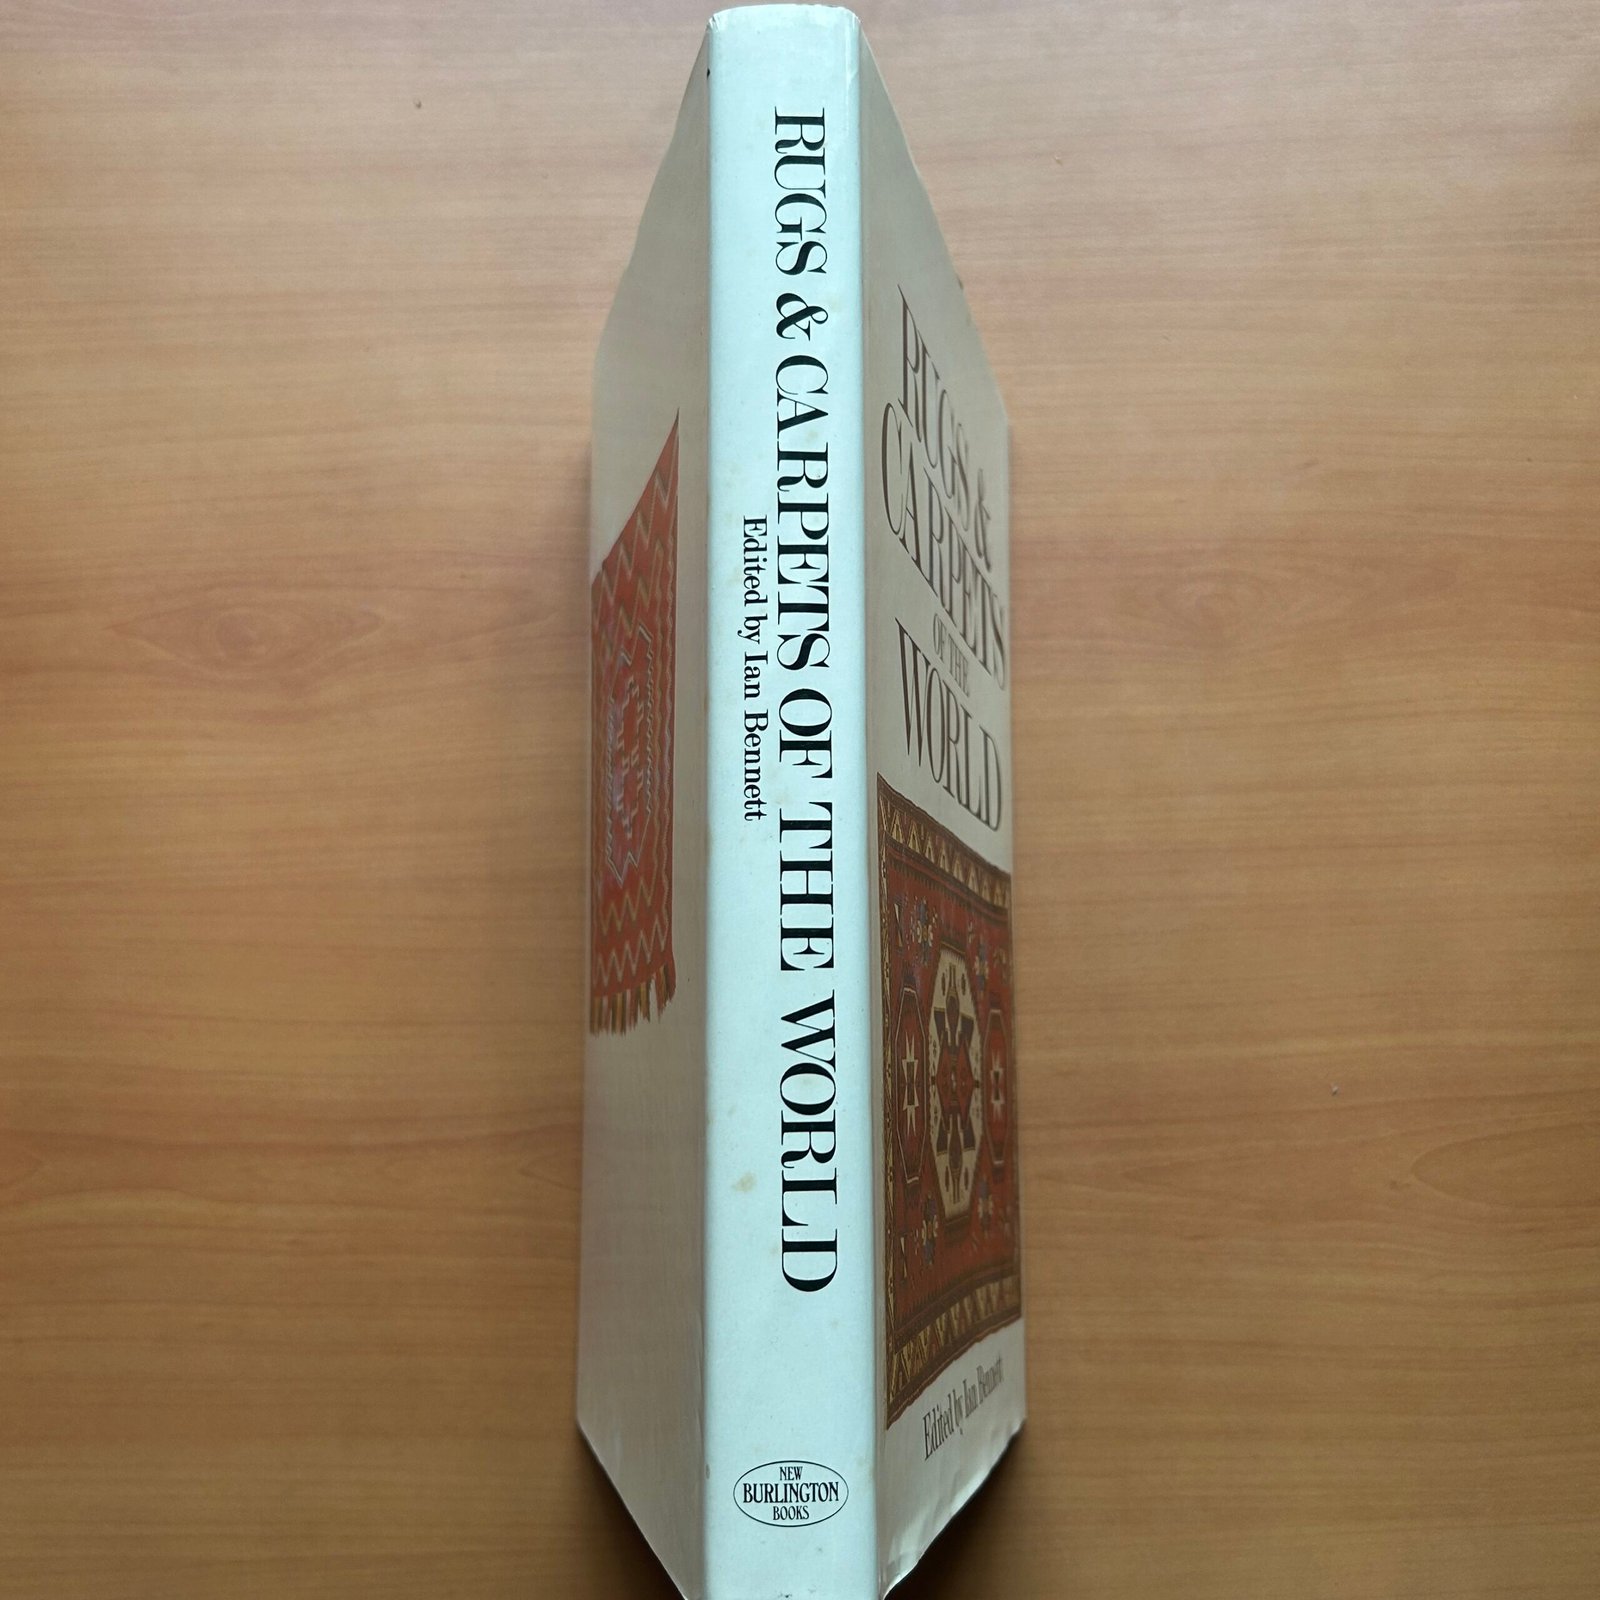 RUGS & CARPETS OF THE WORLD
Edited by Ian Bennett
NEW
BURLINGTON
BOOKS
RUGS &
CARPETS
OF THE
WORLD
Edited by Ian Bennett